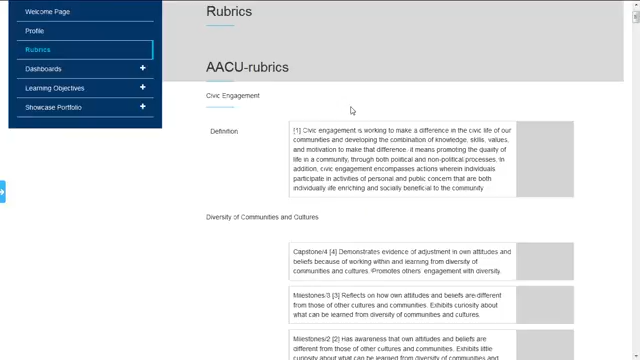 Welcome Page
Profile
Rubrics
Dashboards +
Learning Objectives +
Showcase Portfolio +
Rubrics
AACU-rubrics
Civic Engagement
Definition
[1] Civic engagement is working to make a difference in the civic life of our
communities and developing the combination of knowledge, skills, values,
and motivation to make that difference. it means promoting the quality of
life in a community, through both political and non-political processes. In
addition, civic engagement encompasses actions wherein individuals
participate in activities of personal and public concern that are both
individually life enriching and socially beneficial to the community.
Diversity of Communities and Cultures
Capstone/4 [4] Demonstrates evidence of adjustment in own attitudes and
beliefs because of working within and learning from diversity of
communities and cultures. Promotes others' engagement with diversity.
Milestones/3 [3] Reflects on how own attitudes and beliefs are different
from those of other cultures and communities. Exhibits curiosity about
what can be learned from diversity of communities and cultures.
Milestones/2 [2] Has awareness that own attitudes and beliefs are
different from those of other cultures and communities. Exhibits little
curiosity about what can be learned from diversity of communities and